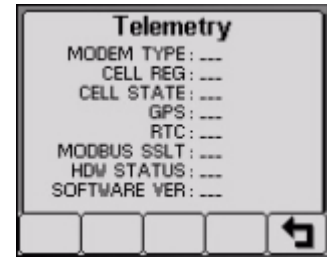 Telemetry
MODEM TYPE: ---
CELL REG: ---
CELL STATE: ---
GPS: ---
RTC: ---
MODBUS SSLT: ---
HDW STATUS: ---
SOFTWARE VER: ---